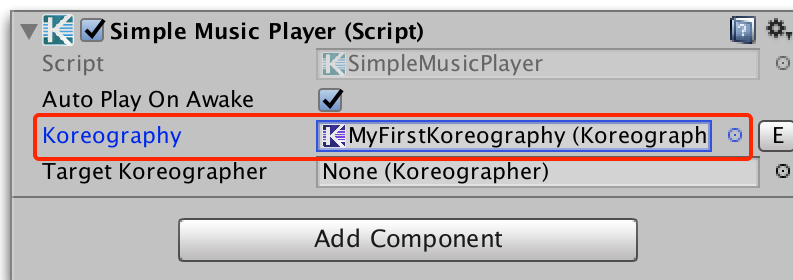 Simple Music Player (Script)
Script SimpleMusicPlayer
Auto Play On Awake
Koreography MyFirstKoreography (Koreograph E
Target Koreographer None (Koreographer)
Add Component